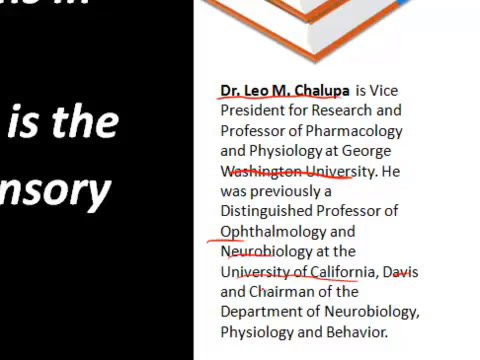 is the
nsory
Dr. Leo M. Chalupa is Vice
President for Research and
Professor of Pharmacology
and Physiology at George
Washington University. He
was previously a
Distinguished Professor of
Ophthalmology and
Neurobiology at the
University of California, Davis
and Chairman of the
Department of Neurobiology,
Physiology and Behavior.